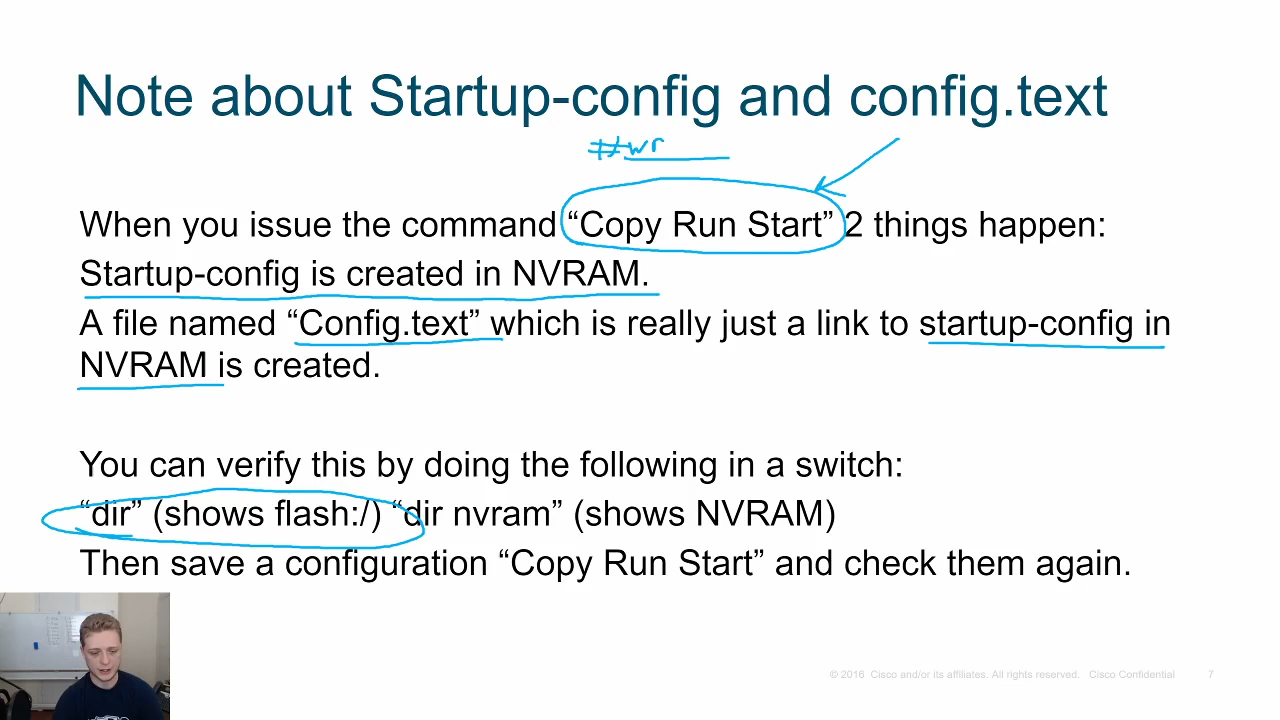 Note about Startup-config and config.text
#wr
When you issue the command “Copy Run Start” 2 things happen:
Startup-config is created in NVRAM.
A file named “Config.text” which is really just a link to startup-config in
NVRAM is created.
You can verify this by doing the following in a switch:
“dir” (shows flash:/) “dir nvram” (shows NVRAM)
Then save a configuration “Copy Run Start” and check them again.
© 2016 Cisco and/or its affiliates. All rights reserved. Cisco Confidential 7